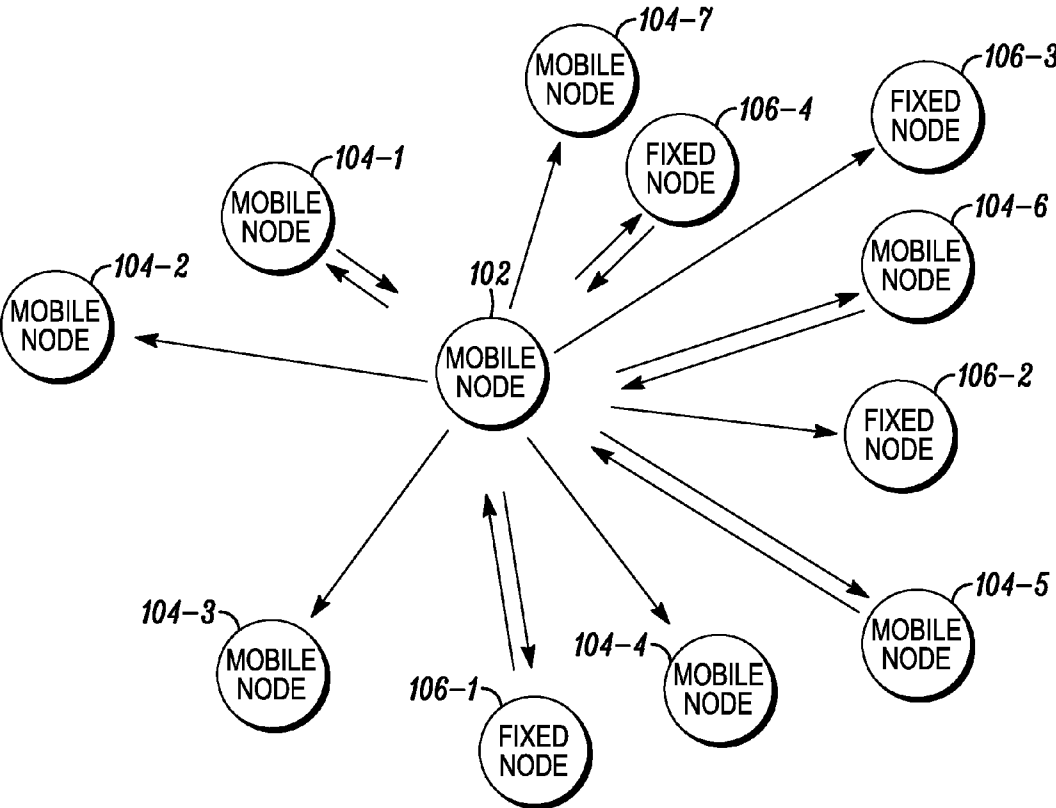 104-7
MOBILE
NODE
106-3
FIXED
NODE
106-4
FIXED
NODE
104-1
MOBILE
NODE
104-6
MOBILE
NODE
104-2
MOBILE
NODE
102
MOBILE
NODE
106-2
FIXED
NODE
104-5
MOBILE
NODE
104-3
MOBILE
NODE
104-4
MOBILE
NODE
106-1
FIXED
NODE